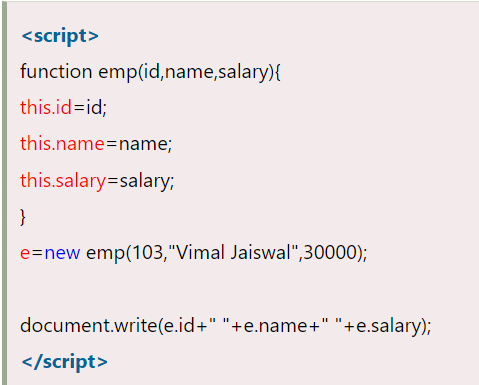 <script>
function emp(id,name,salary){
this.id=id;
this.name=name;
this.salary=salary;
}
e=new emp(103,"Vimal Jaiswal",30000);
document.write(e.id+" "+e.name+" "+e.salary);
</script>